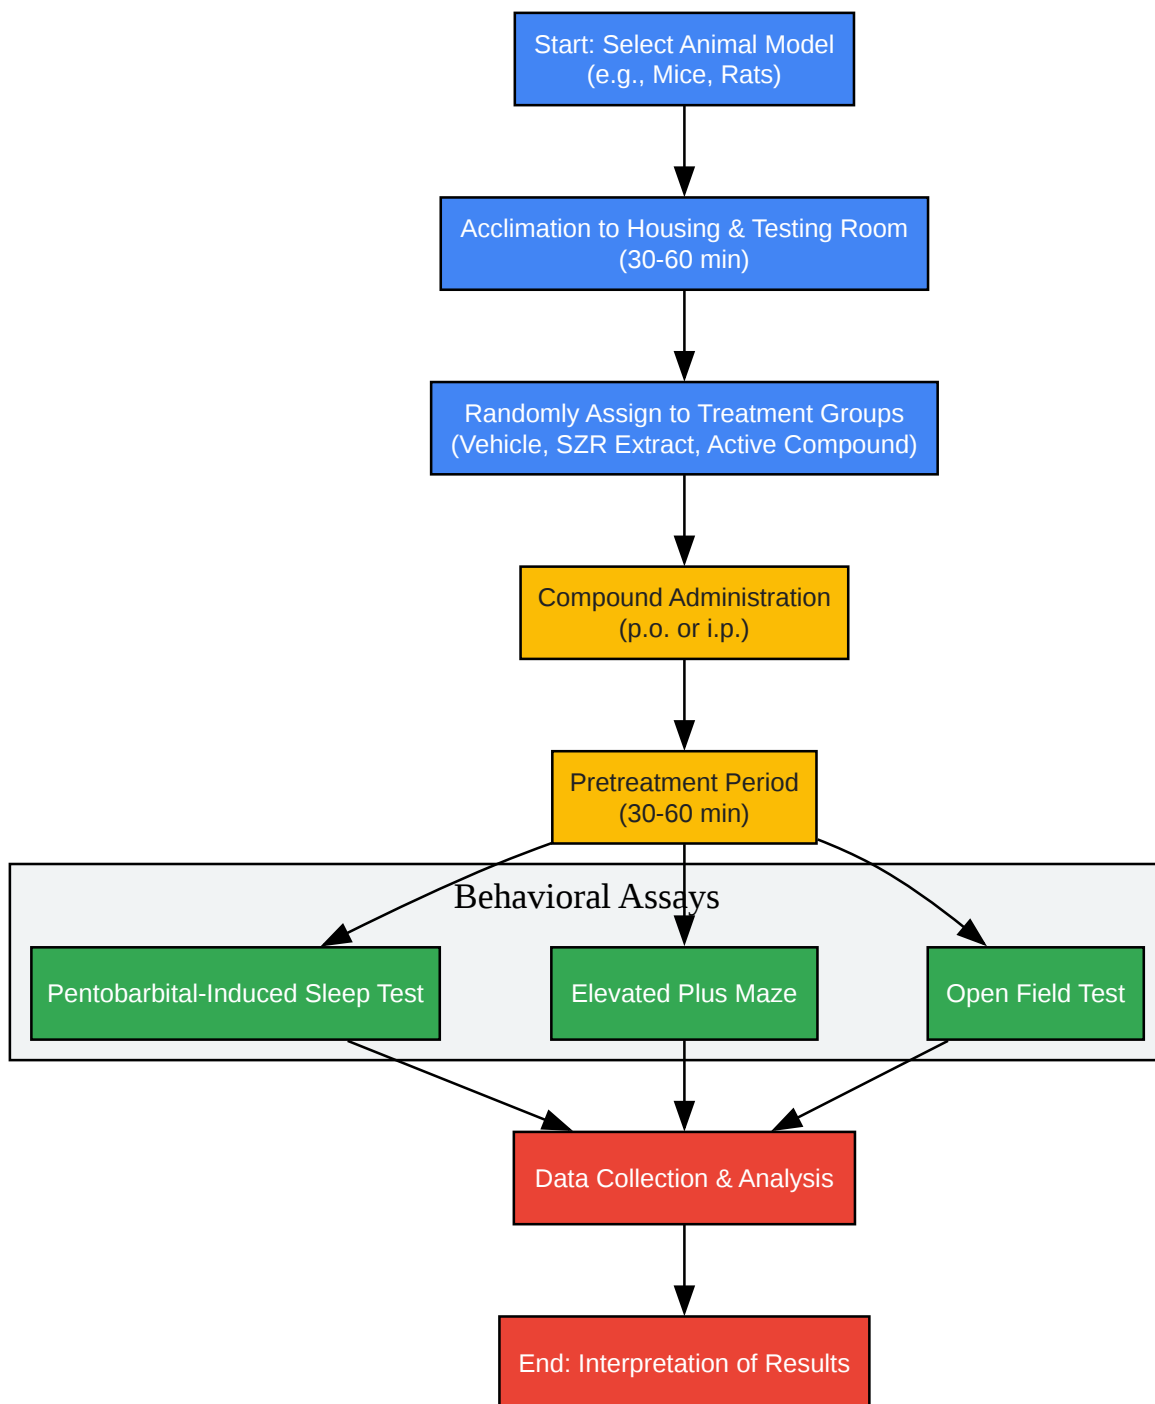 Start: Select Animal Model
(e.g., Mice, Rats)
Acclimation to Housing & Testing Room
(30-60 min)
Randomly Assign to Treatment Groups
(Vehicle, SZR Extract, Active Compound)
Compound Administration
(p.o. or i.p.)
Pretreatment Period
(30-60 min)
Behavioral Assays
Pentobarbital-Induced Sleep Test
Elevated Plus Maze
Open Field Test
Data Collection & Analysis
End: Interpretation of Results